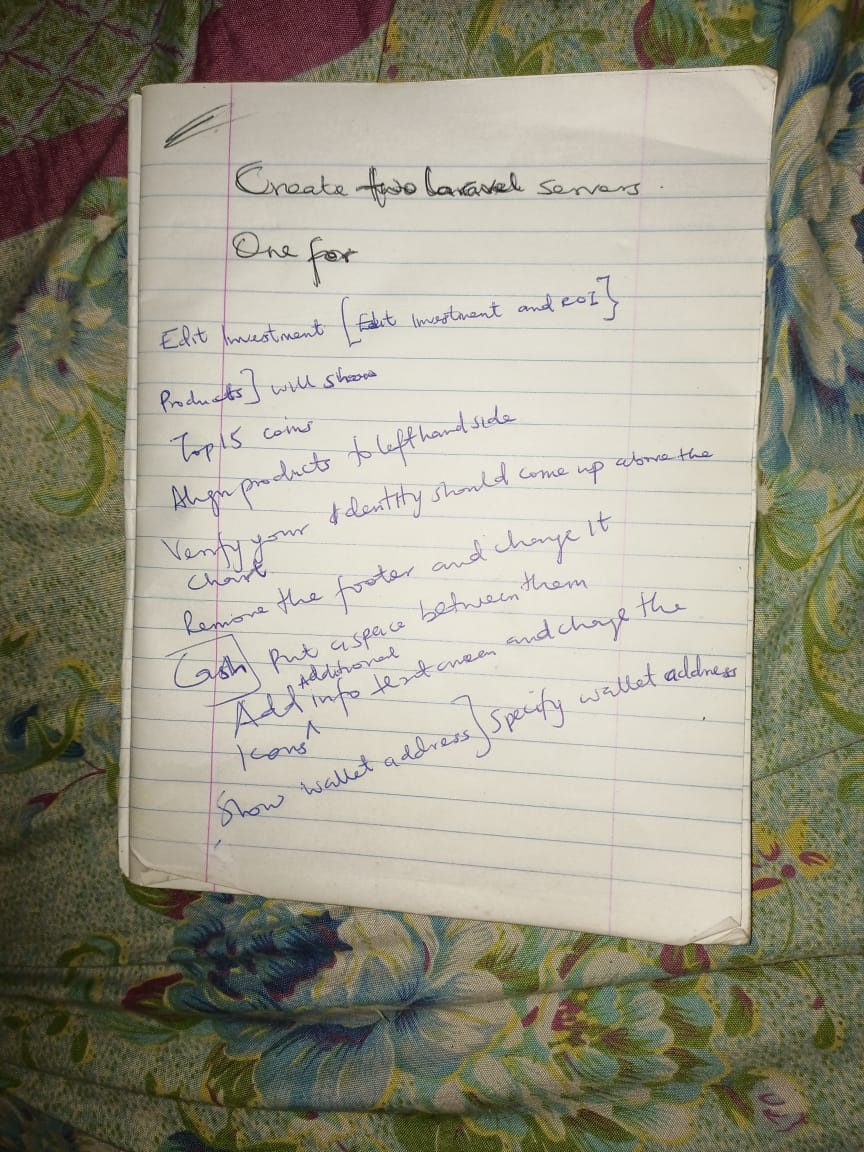 Create two laravel servers.
One for
Edit Investment [Edit Investment and ROI]
Products] will show
Top 15 coins
Align products to left hand side
Verify your Identity should come up above the
chart
Remove the footer and change It
Cash] Put a space between them
Additional
Add info text area and change the
Icons
Show wallet address] Specify wallet address